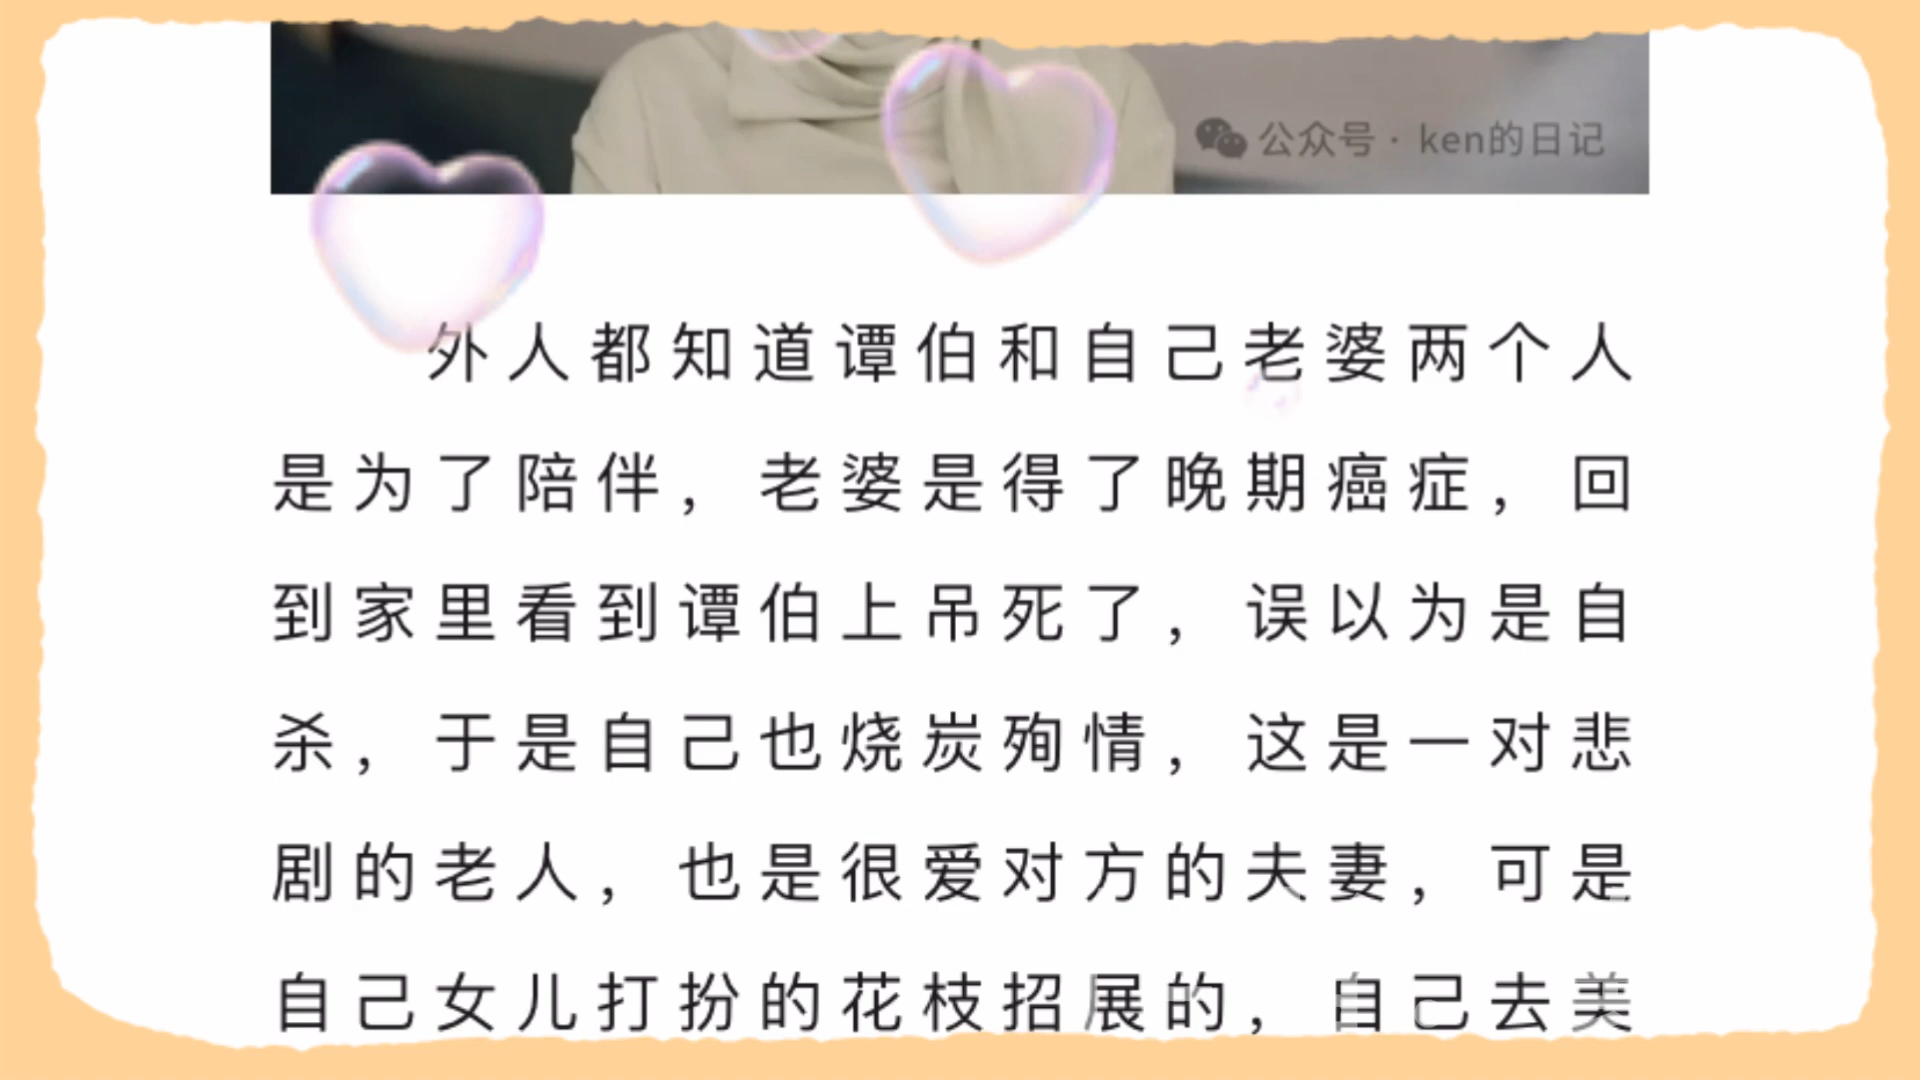 公众号 · ken的日记
外人都知道谭伯和自己老婆两个人
是为了陪伴，老婆是得了晚期癌症，回
到家里看到谭伯上吊死了，误以为是自
杀，于是自己也烧炭殉情，这是一对悲
剧的老人，也是很爱对方的夫妻，可是
自己女儿打扮的花枝招展的，自己去美